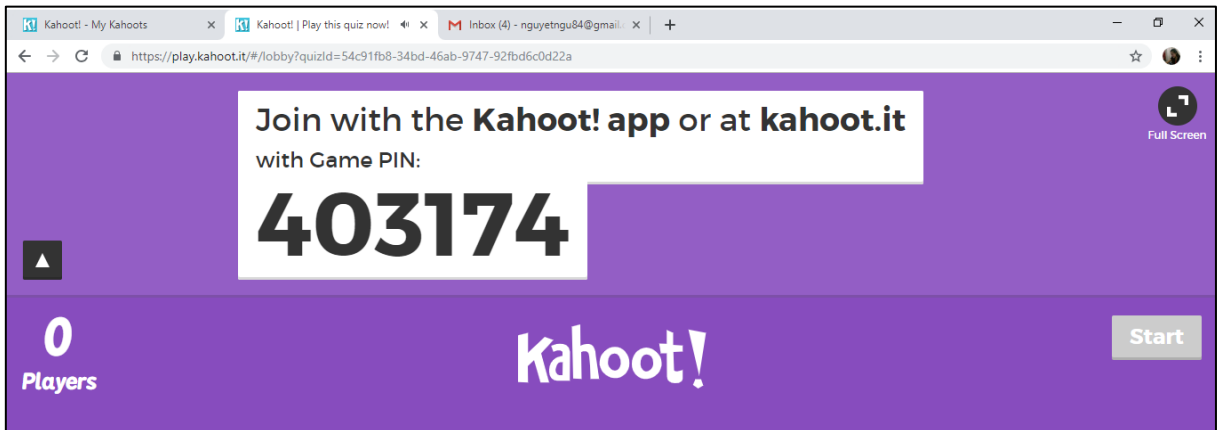 Kahoot! - My Kahoots
Kahoot! | Play this quiz now!
Inbox (4) - nguyetngu84@gmail.
https://play.kahoot.it/#/lobby?quizId=54c91fb8-34bd-46ab-9747-92fbd6c0d22a
Join with the Kahoot! app or at kahoot.it
with Game PIN:
403174
Full Screen
0
Players
Kahoot!
Start